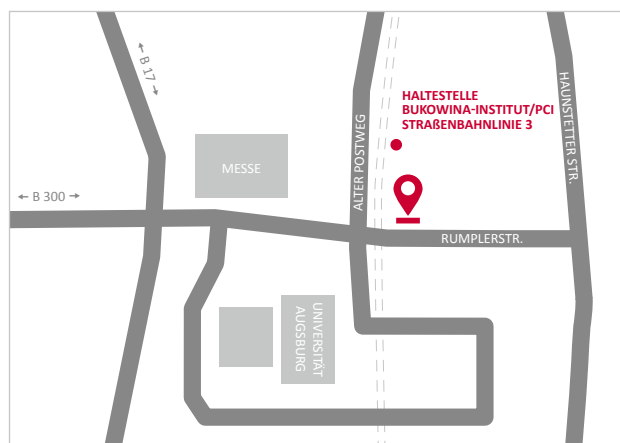 ← B 17 →
HALTESTELLE
BUKOWINA-INSTITUT/PCI
STRAßENBAHNLINIE 3
HAUNSTETTER STR.
ALTER POSTWEG
MESSE
← B 300 →
RUMPLERSTR.
UNIVERSITÄT
AUGSBURG